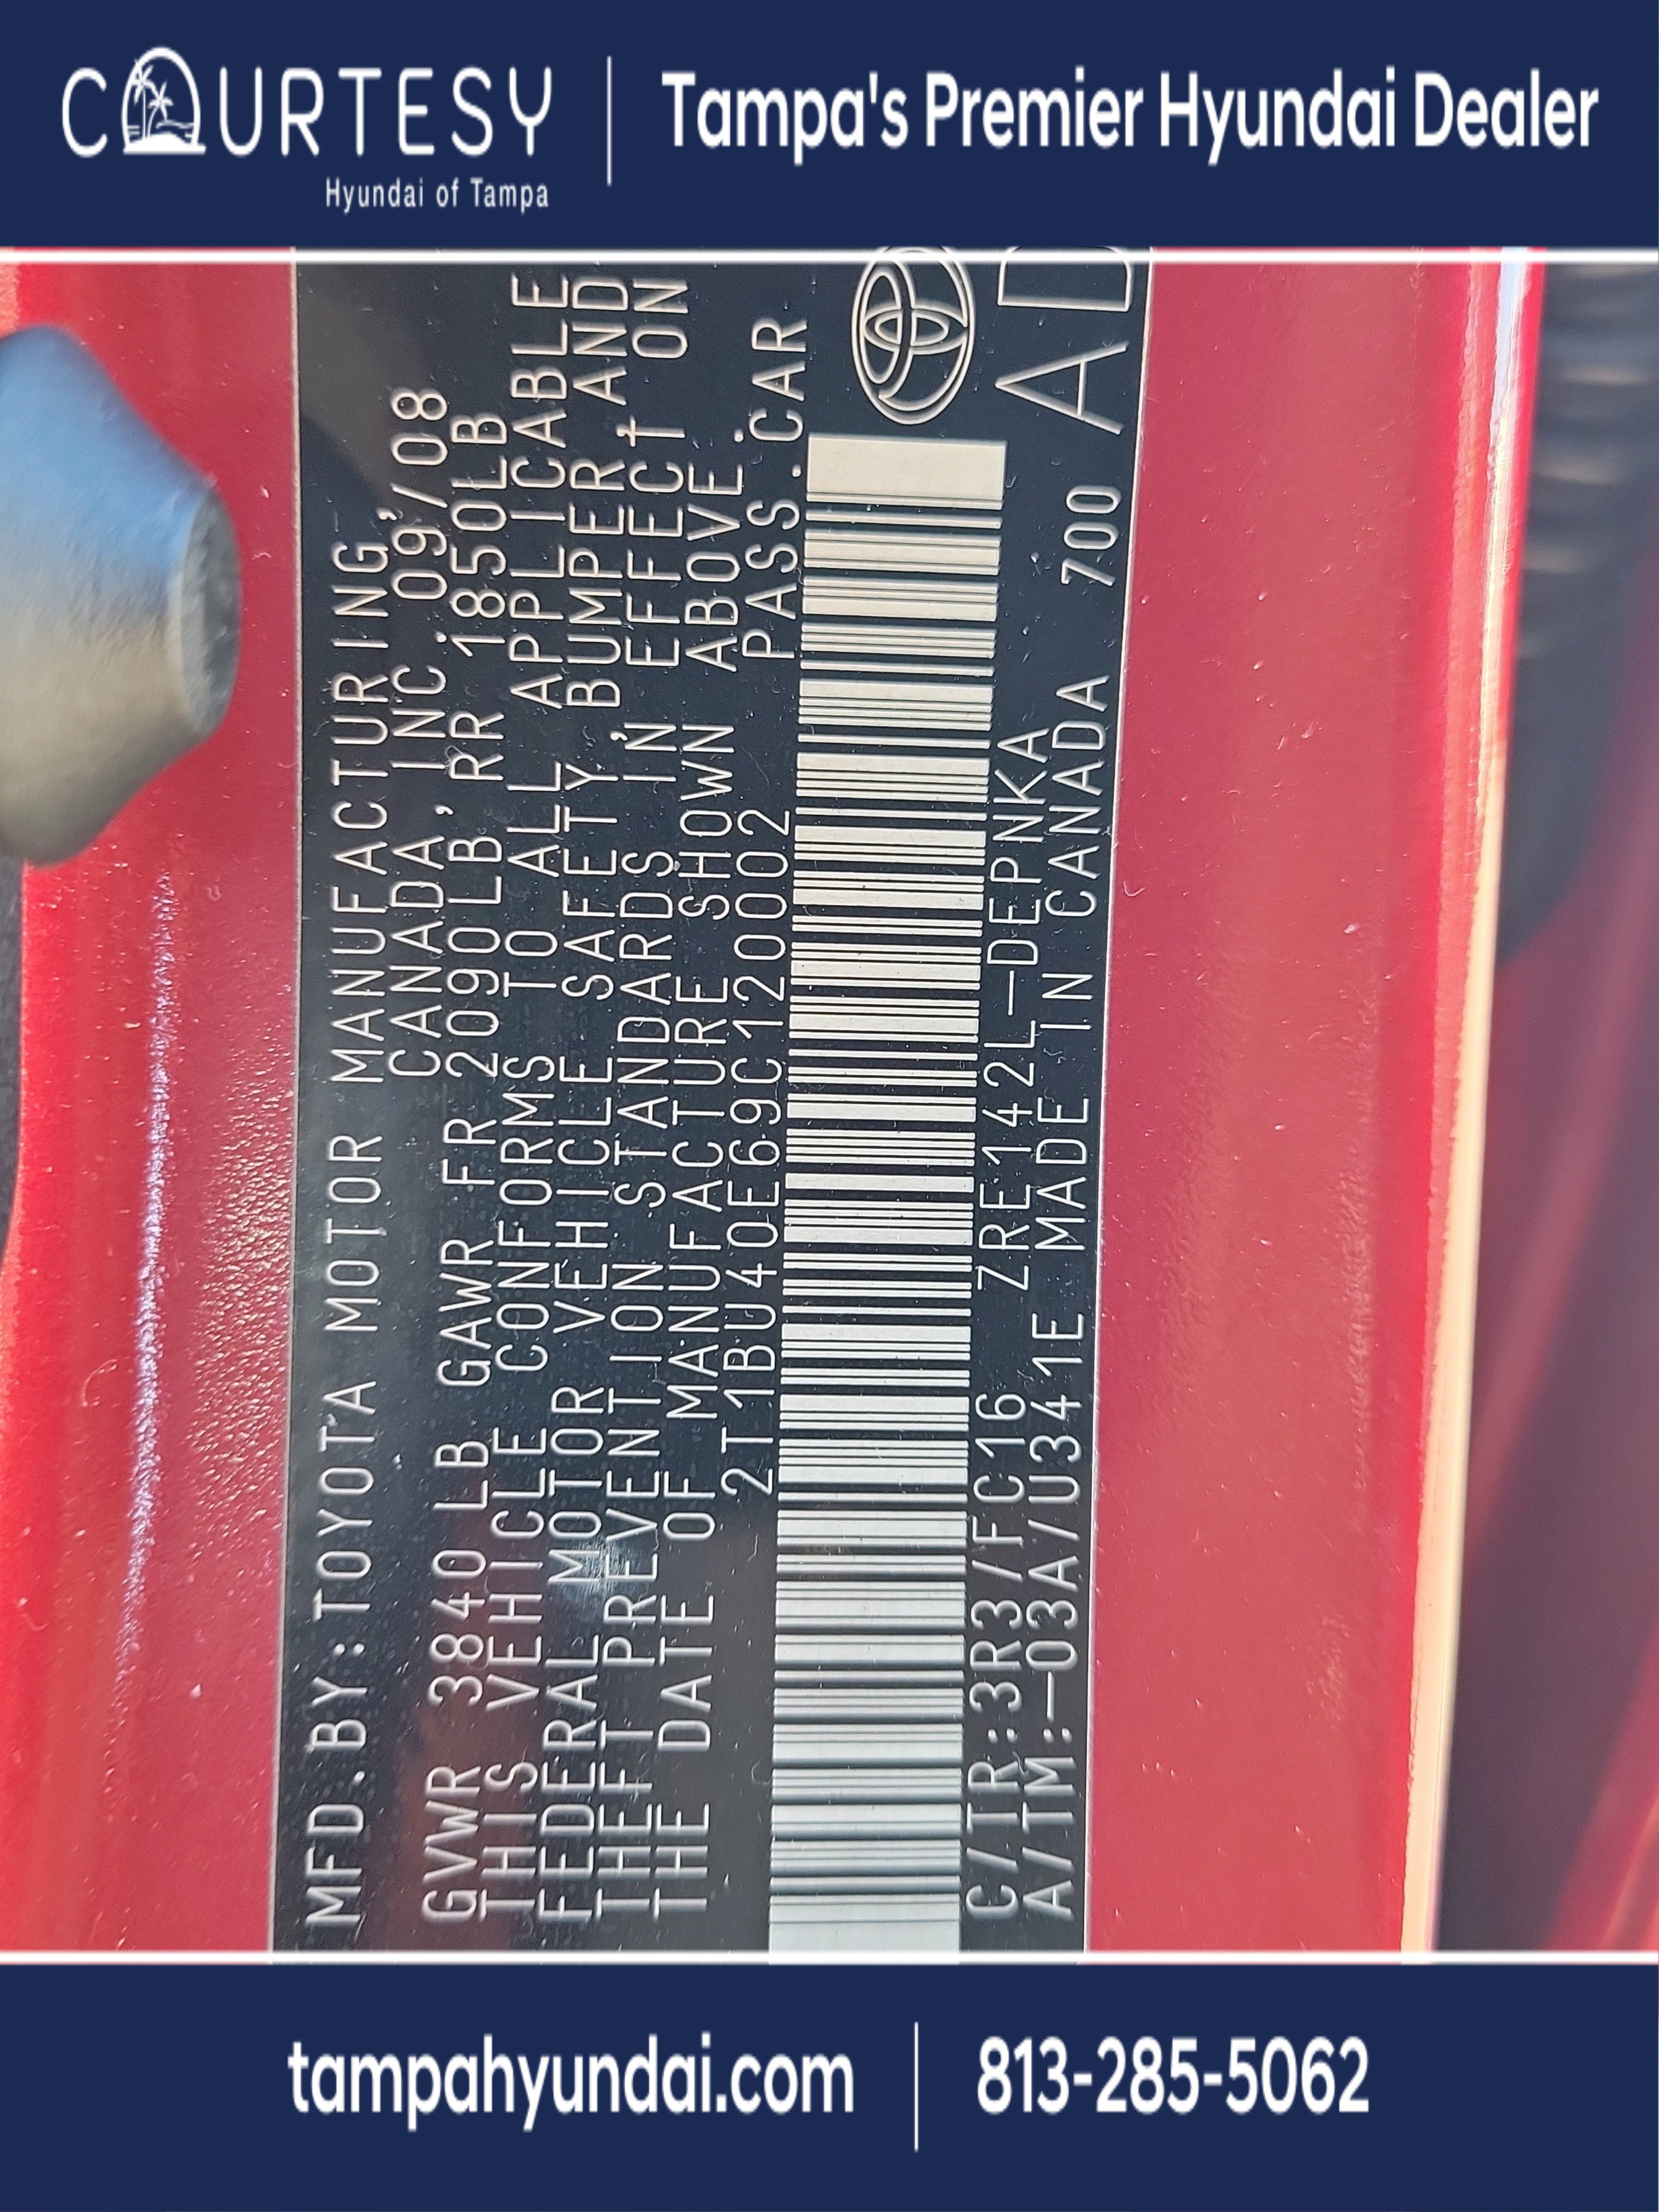 COURTESY
Hyundai of Tampa
Tampa's Premier Hyundai Dealer
MFD.BY:TOYOTA MOTOR MANUFACTURING,
CANADA, INC. 09/08
GVWR 3840 LB GAWR FR 2090LB, RR 1850LB
THIS VEHICLE CONFORMS TO ALL APPLICABLE
FEDERAL MOTOR VEHICLE SAFETY, BUMPER, AND
THEFT PREVENTION STANDARDS IN EFFECT ON
THE DATE OF MANUFACTURE SHOWN ABOVE.
2T1BU40E69C120002 PASS.CAR
C/TR:3R3/FC16 ZRE142L-DEPNKA
A/TM:-03A/U341E MADE IN CANADA 700
tampahyundai.com
813-285-5062